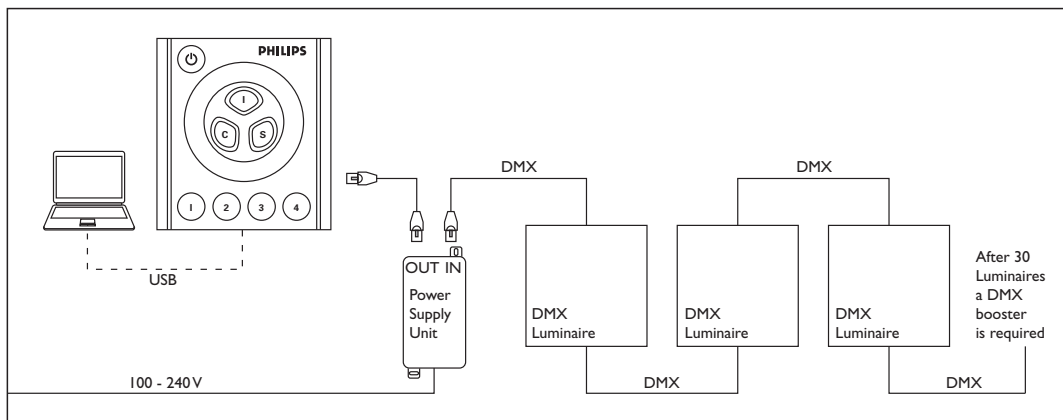 PHILIPS
I
C S
1 2 3 4
USB
DMX
DMX
OUT IN
Power
Supply
Unit
DMX
Luminaire
DMX
Luminaire
DMX
Luminaire
After 30
Luminaires
a DMX
booster
is required
100 - 240 V
DMX
DMX